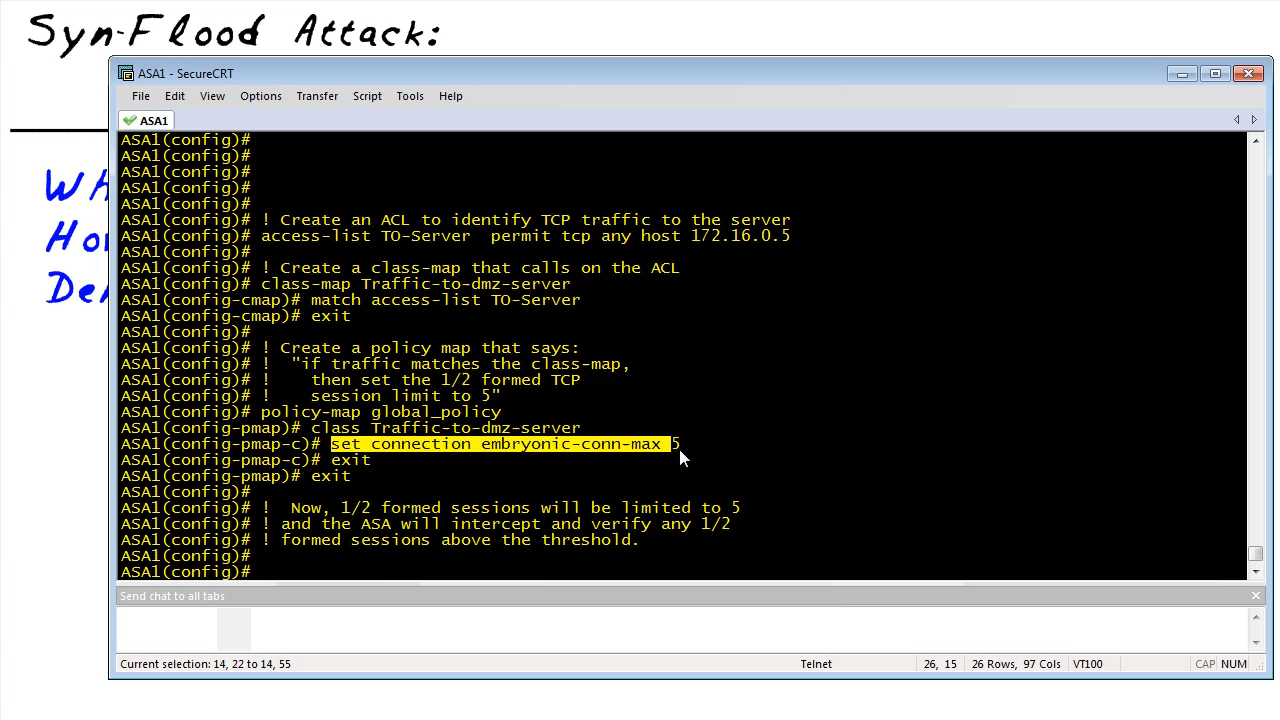 Syn-Flood Attack:
ASA1 - SecureCRT
File Edit View Options Transfer Script Tools Help
ASA1
ASA1(config)#
ASA1(config)#
ASA1(config)#
ASA1(config)#
ASA1(config)#
ASA1(config)# ! Create an ACL to identify TCP traffic to the server
ASA1(config)# access-list TO-Server  permit tcp any host 172.16.0.5
ASA1(config)#
ASA1(config)# ! Create a class-map that calls on the ACL
ASA1(config)# class-map Traffic-to-dmz-server
ASA1(config-cmap)# match access-list TO-Server
ASA1(config-cmap)# exit
ASA1(config)#
ASA1(config)# ! Create a policy map that says:
ASA1(config)# !  "if traffic matches the class-map,
ASA1(config)# !    then set the 1/2 formed TCP
ASA1(config)# !    session limit to 5"
ASA1(config)# policy-map global_policy
ASA1(config-pmap)# class Traffic-to-dmz-server
ASA1(config-pmap-c)# set connection embryonic-conn-max 5
ASA1(config-pmap-c)# exit
ASA1(config-pmap)# exit
ASA1(config)#
ASA1(config)# !  Now, 1/2 formed sessions will be limited to 5
ASA1(config)# ! and the ASA will intercept and verify any 1/2
ASA1(config)# ! formed sessions above the threshold.
ASA1(config)#
ASA1(config)#
Send chat to all tabs
Current selection: 14, 22 to 14, 55 Telnet 26, 15 26 Rows, 97 Cols VT100 CAP NUM